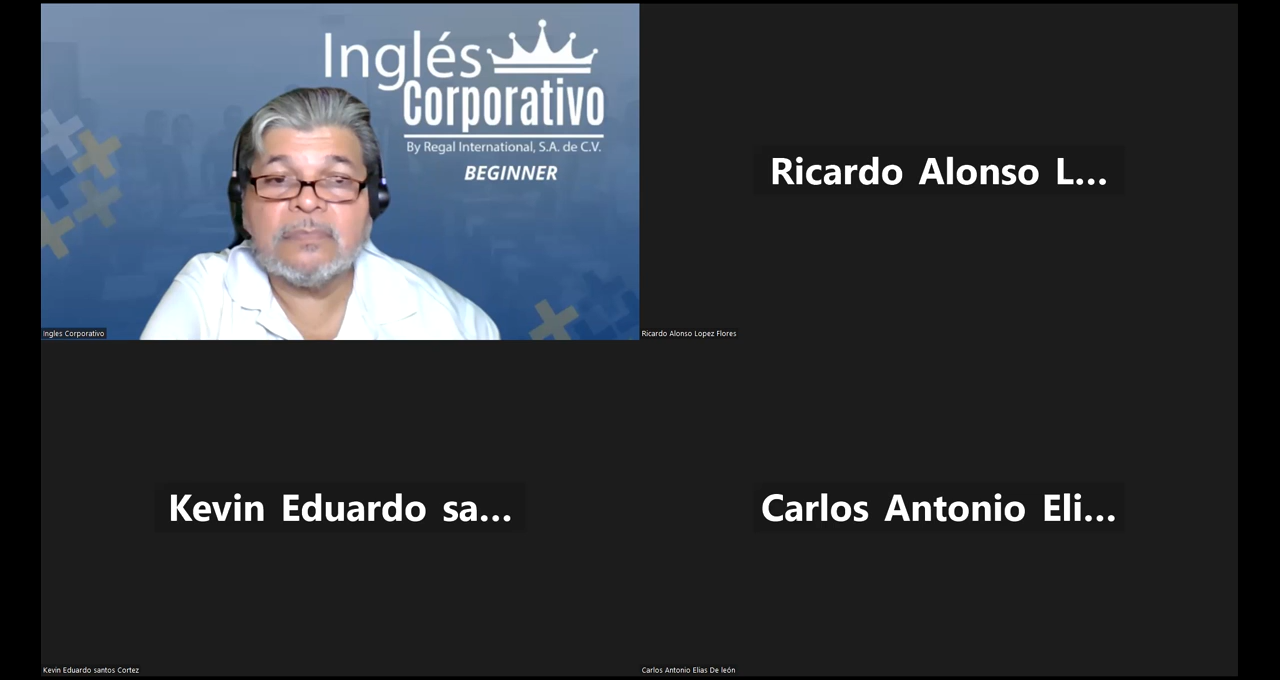 Inglés
Corporativo
By Regal International, S.A. de C.V.
BEGINNER
Ingles Corporativo
Ricardo Alonso L...
Ricardo Alonso Lopez Flores
Kevin Eduardo sa...
Kevin Eduardo santos Cortez
Carlos Antonio Eli...
Carlos Antonio Elias De león